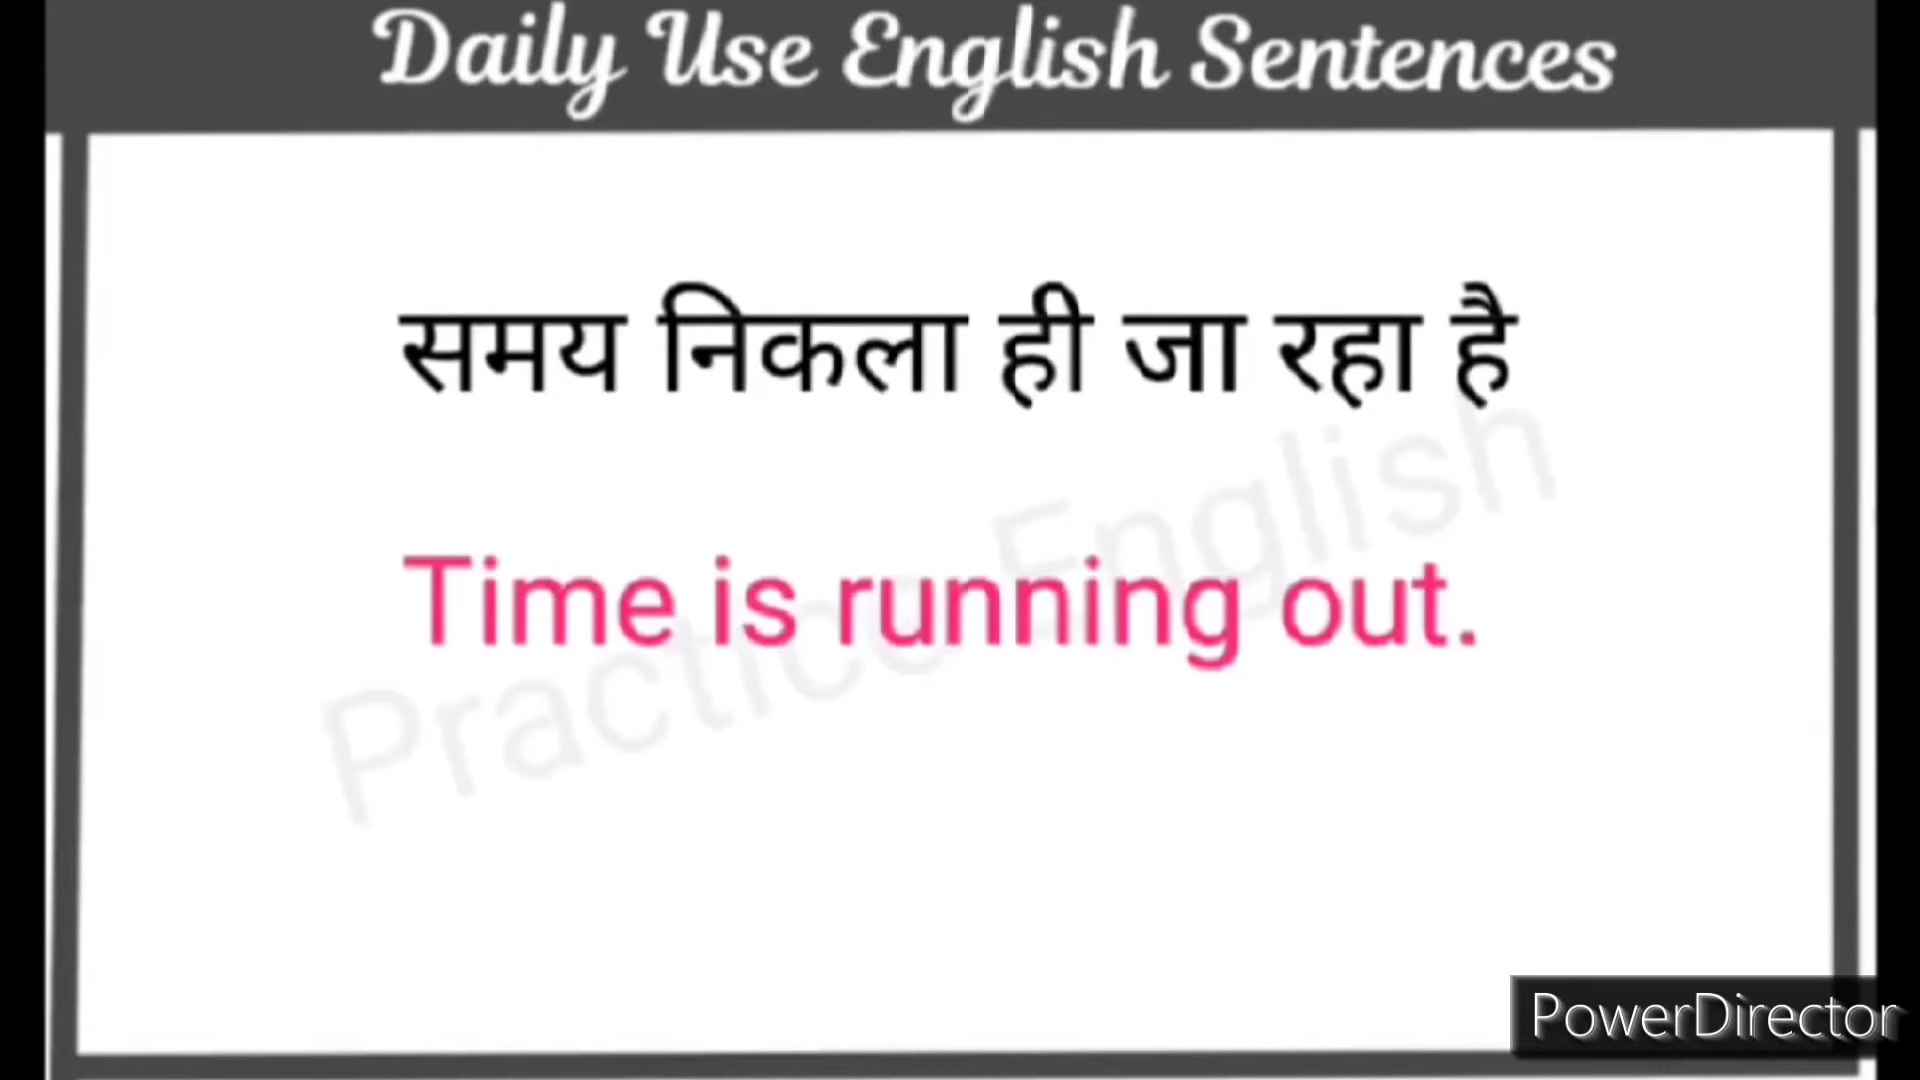 Daily Use English Sentences
समय निकला ही जा रहा है
Time is running out.
Practice English
PowerDirector